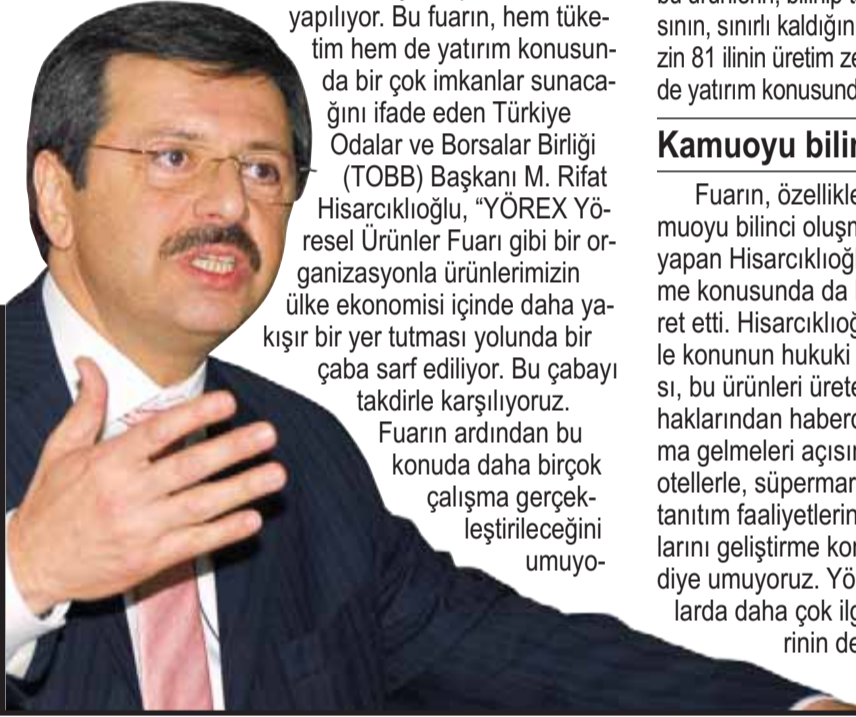 yapılıyor. Bu fuarın, hem tüke-
tim hem de yatırım konusun-
da bir çok imkanlar sunaca-
ğını ifade eden Türkiye
Odalar ve Borsalar Birliği
(TOBB) Başkanı M. Rifat
Hisarcıklıoğlu, “YÖREX Yö-
resel Ürünler Fuarı gibi bir or-
ganizasyonla ürünlerimizin
ülke ekonomisi içinde daha ya-
kışır bir yer tutması yolunda bir
çaba sarf ediliyor. Bu çabayı
takdirle karşılıyoruz.
Fuarın ardından bu
konuda daha birçok
çalışma gerçek-
leştirileceğini
umuyo-
sının, sınırlı kaldığın
zin 81 ilinin üretim ze
de yatırım konusund
Kamuoyu bilin
Fuarın, özellikle
muoyu bilinci oluşn
yapan Hisarcıklıoğl
me konusunda da
ret etti. Hisarcıklıoğ
le konunun hukuki
sı, bu ürünleri ürete
haklarından haberd
ma gelmeleri açısın
otellerle, süpermar
tanıtım faaliyetlerin
larını geliştirme kon
diye umuyoruz. Yö
larda daha çok ilg
rinin de